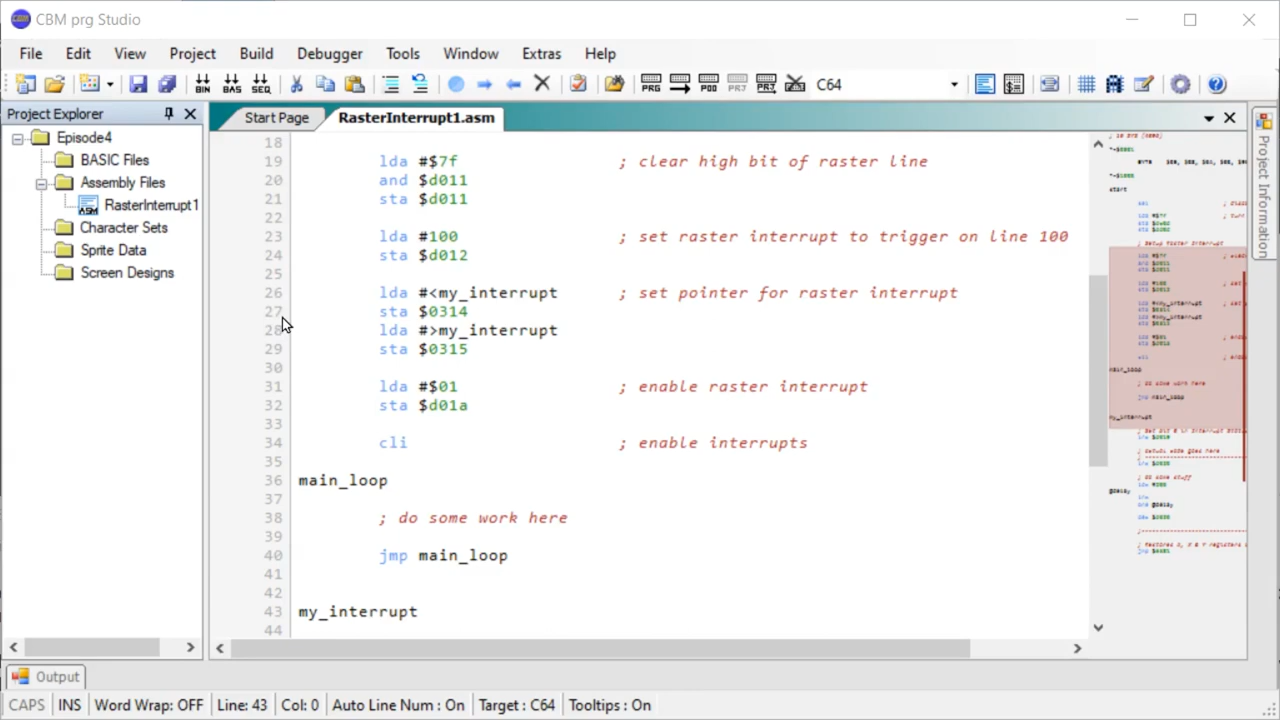 CBM prg Studio
File Edit View Project Build Debugger Tools Window Extras Help
BIN BAS SEQ PRG POO PRJ PRJ C64
Project Explorer
Start Page RasterInterrupt1.asm
Episode4
BASIC Files
Assembly Files
RasterInterrupt1
Character Sets
Sprite Data
Screen Designs
18
19 lda #$7f ; clear high bit of raster line
20 and $d011
21 sta $d011
22
23 lda #100 ; set raster interrupt to trigger on line 100
24 sta $d012
25
26 lda #<my_interrupt ; set pointer for raster interrupt
27 sta $0314
28 lda #>my_interrupt
29 sta $0315
30
31 lda #$01 ; enable raster interrupt
32 sta $d01a
33
34 cli ; enable interrupts
35
36 main_loop
37
38 ; do some work here
39
40 jmp main_loop
41
42
43 my_interrupt
44
Project Information
Output
CAPS INS Word Wrap: OFF Line: 43 Col: 0 Auto Line Num : On Target : C64 Tooltips : On